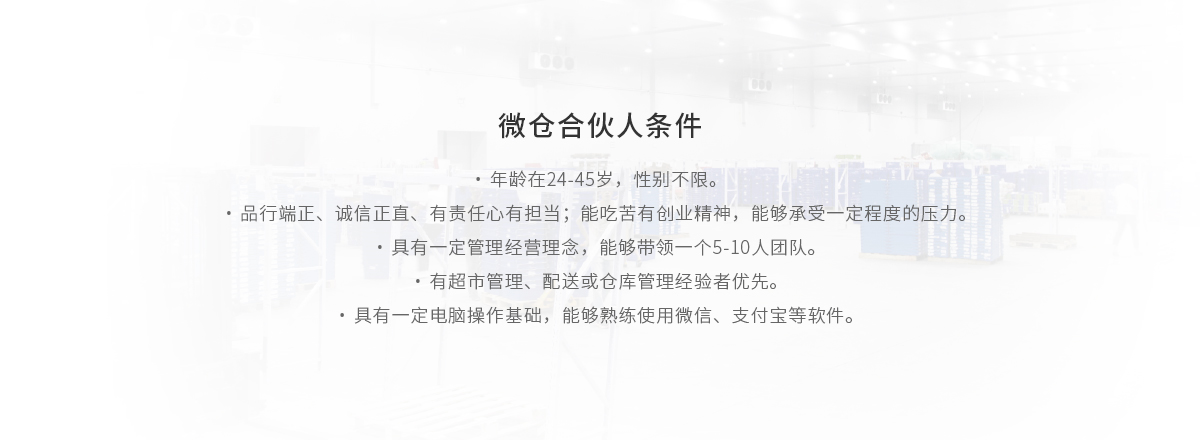 微仓合伙人条件
· 年龄在24-45岁，性别不限。
· 品行端正、诚信正直、有责任心有担当；能吃苦有创业精神，能够承受一定程度的压力。
· 具有一定管理经营理念，能够带领一个5-10人团队。
· 有超市管理、配送或仓库管理经验者优先。
· 具有一定电脑操作基础，能够熟练使用微信、支付宝等软件。